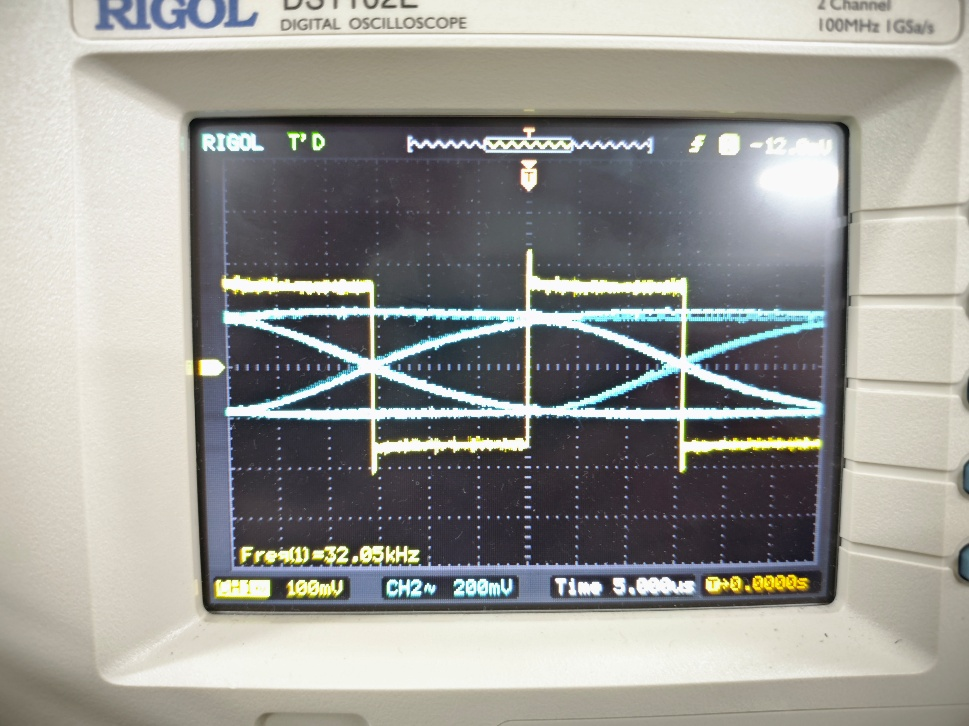 RIGOL
DIGITAL OSCILLOSCOPE
2 Channel
100MHz 1GSa/s
RIGOL T'D
T
T
Freq(1)=32.05kHz
100mV CH2~ 200mV Time 5.000us T→0.0000s